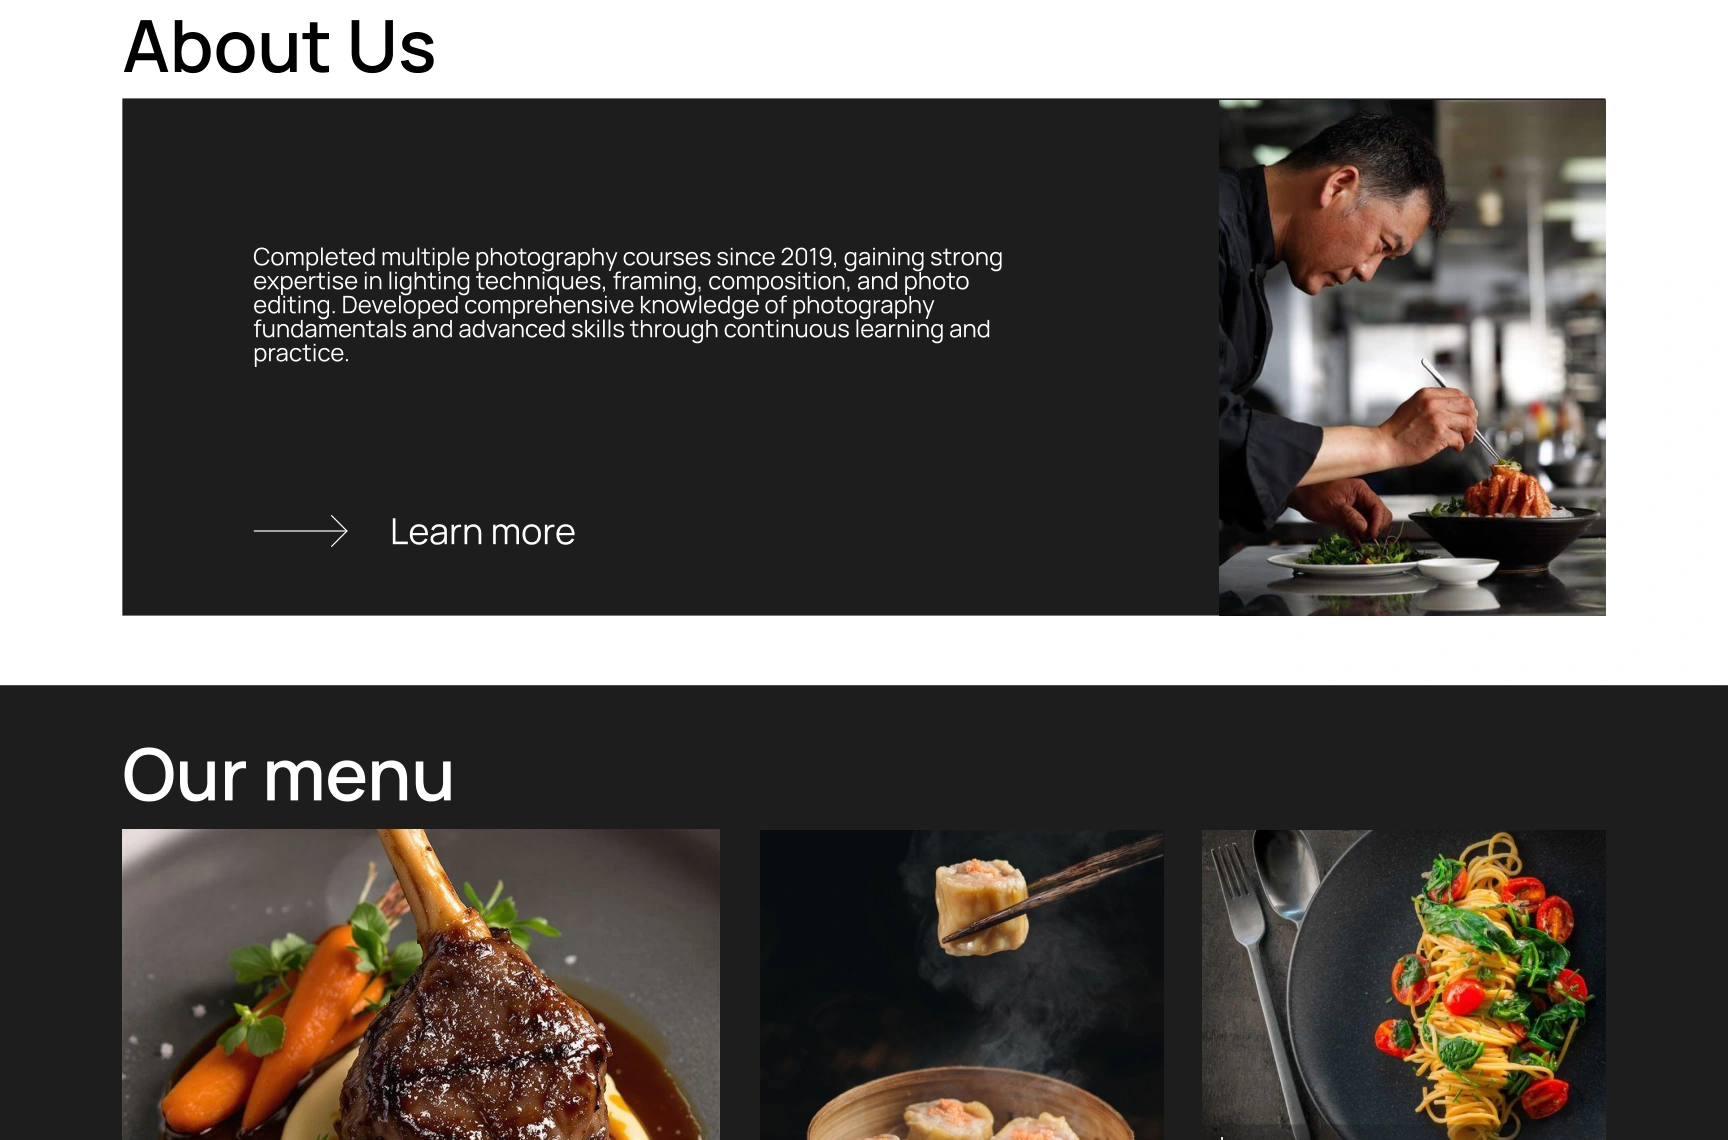 About Us
Completed multiple photography courses since 2019, gaining strong
expertise in lighting techniques, framing, composition, and photo
editing. Developed comprehensive knowledge of photography
fundamentals and advanced skills through continuous learning and
practice.
Learn more
Our menu